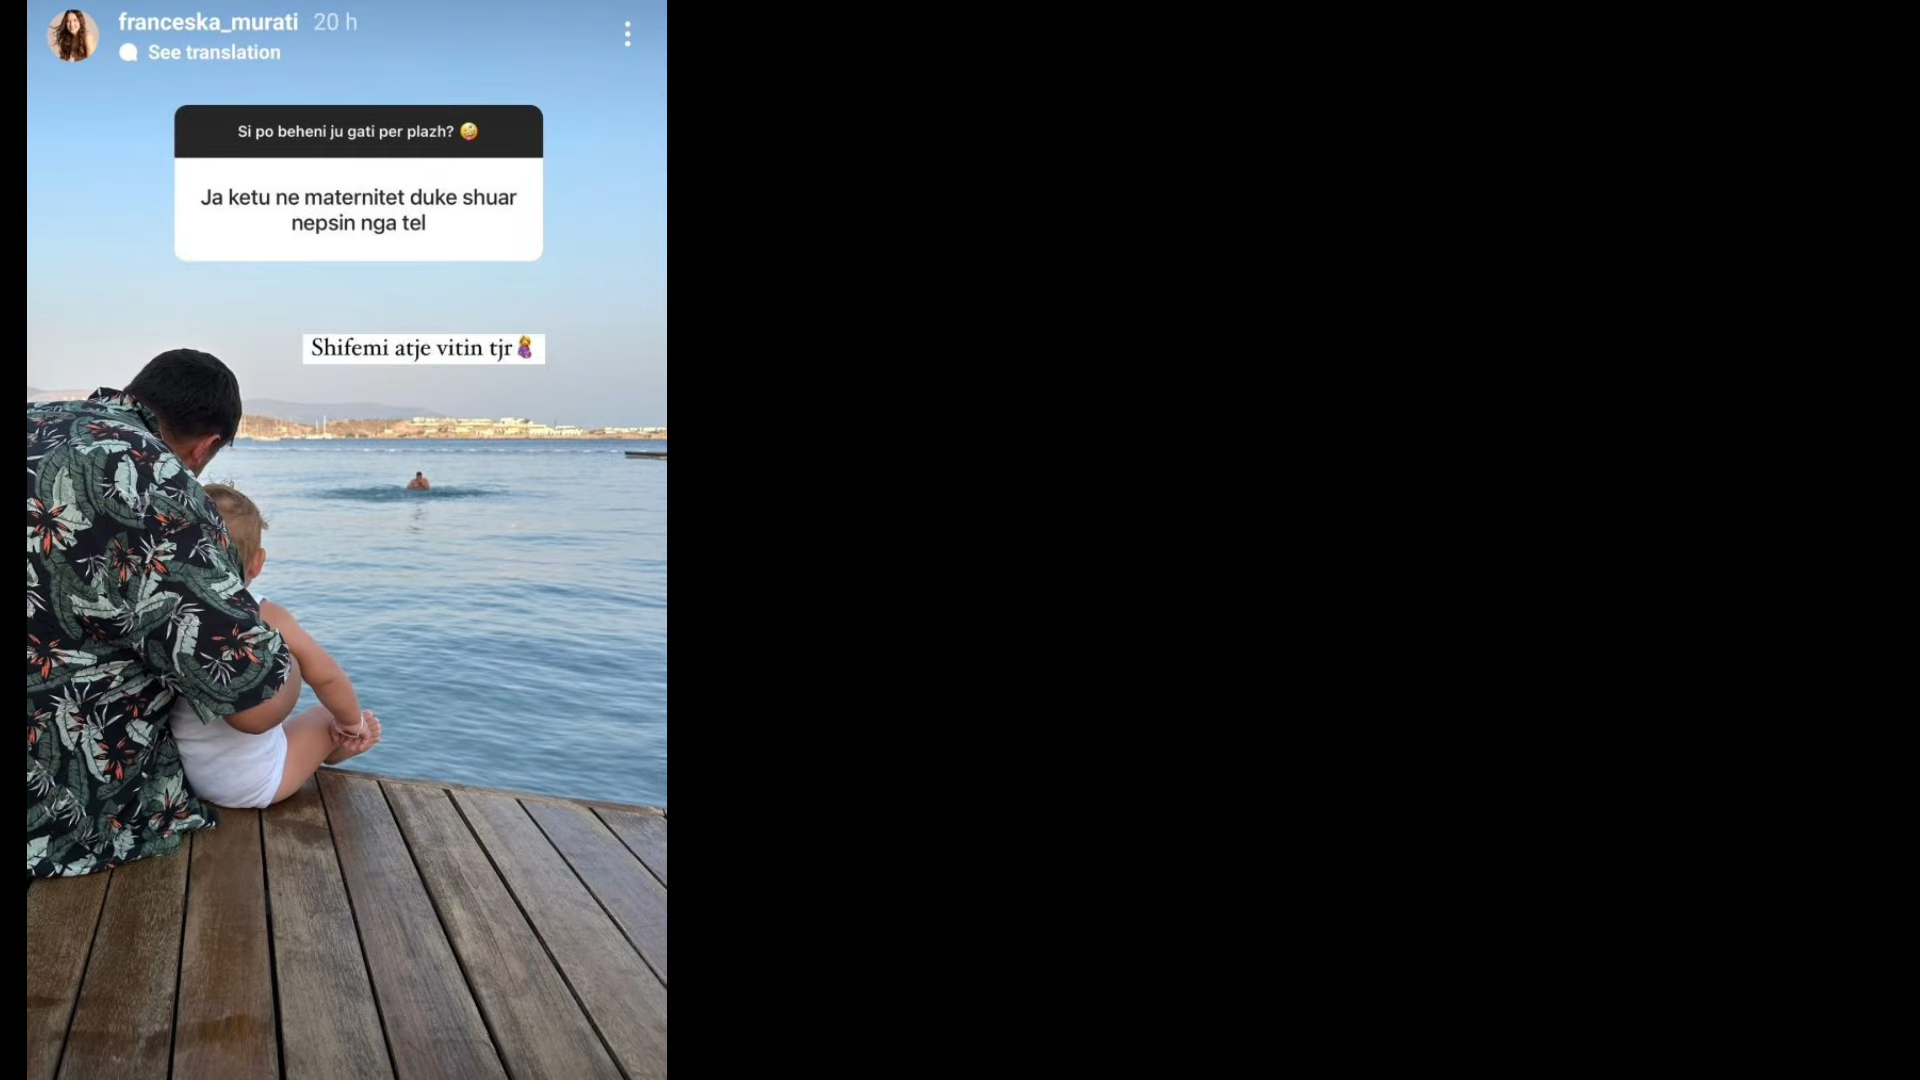 franceska_murati 20 h
See translation
Si po beheni ju gati per plazh? 🤪
Ja ketu ne maternitet duke shuar
nepsin nga tel
Shifemi atje vitin tjr🤱